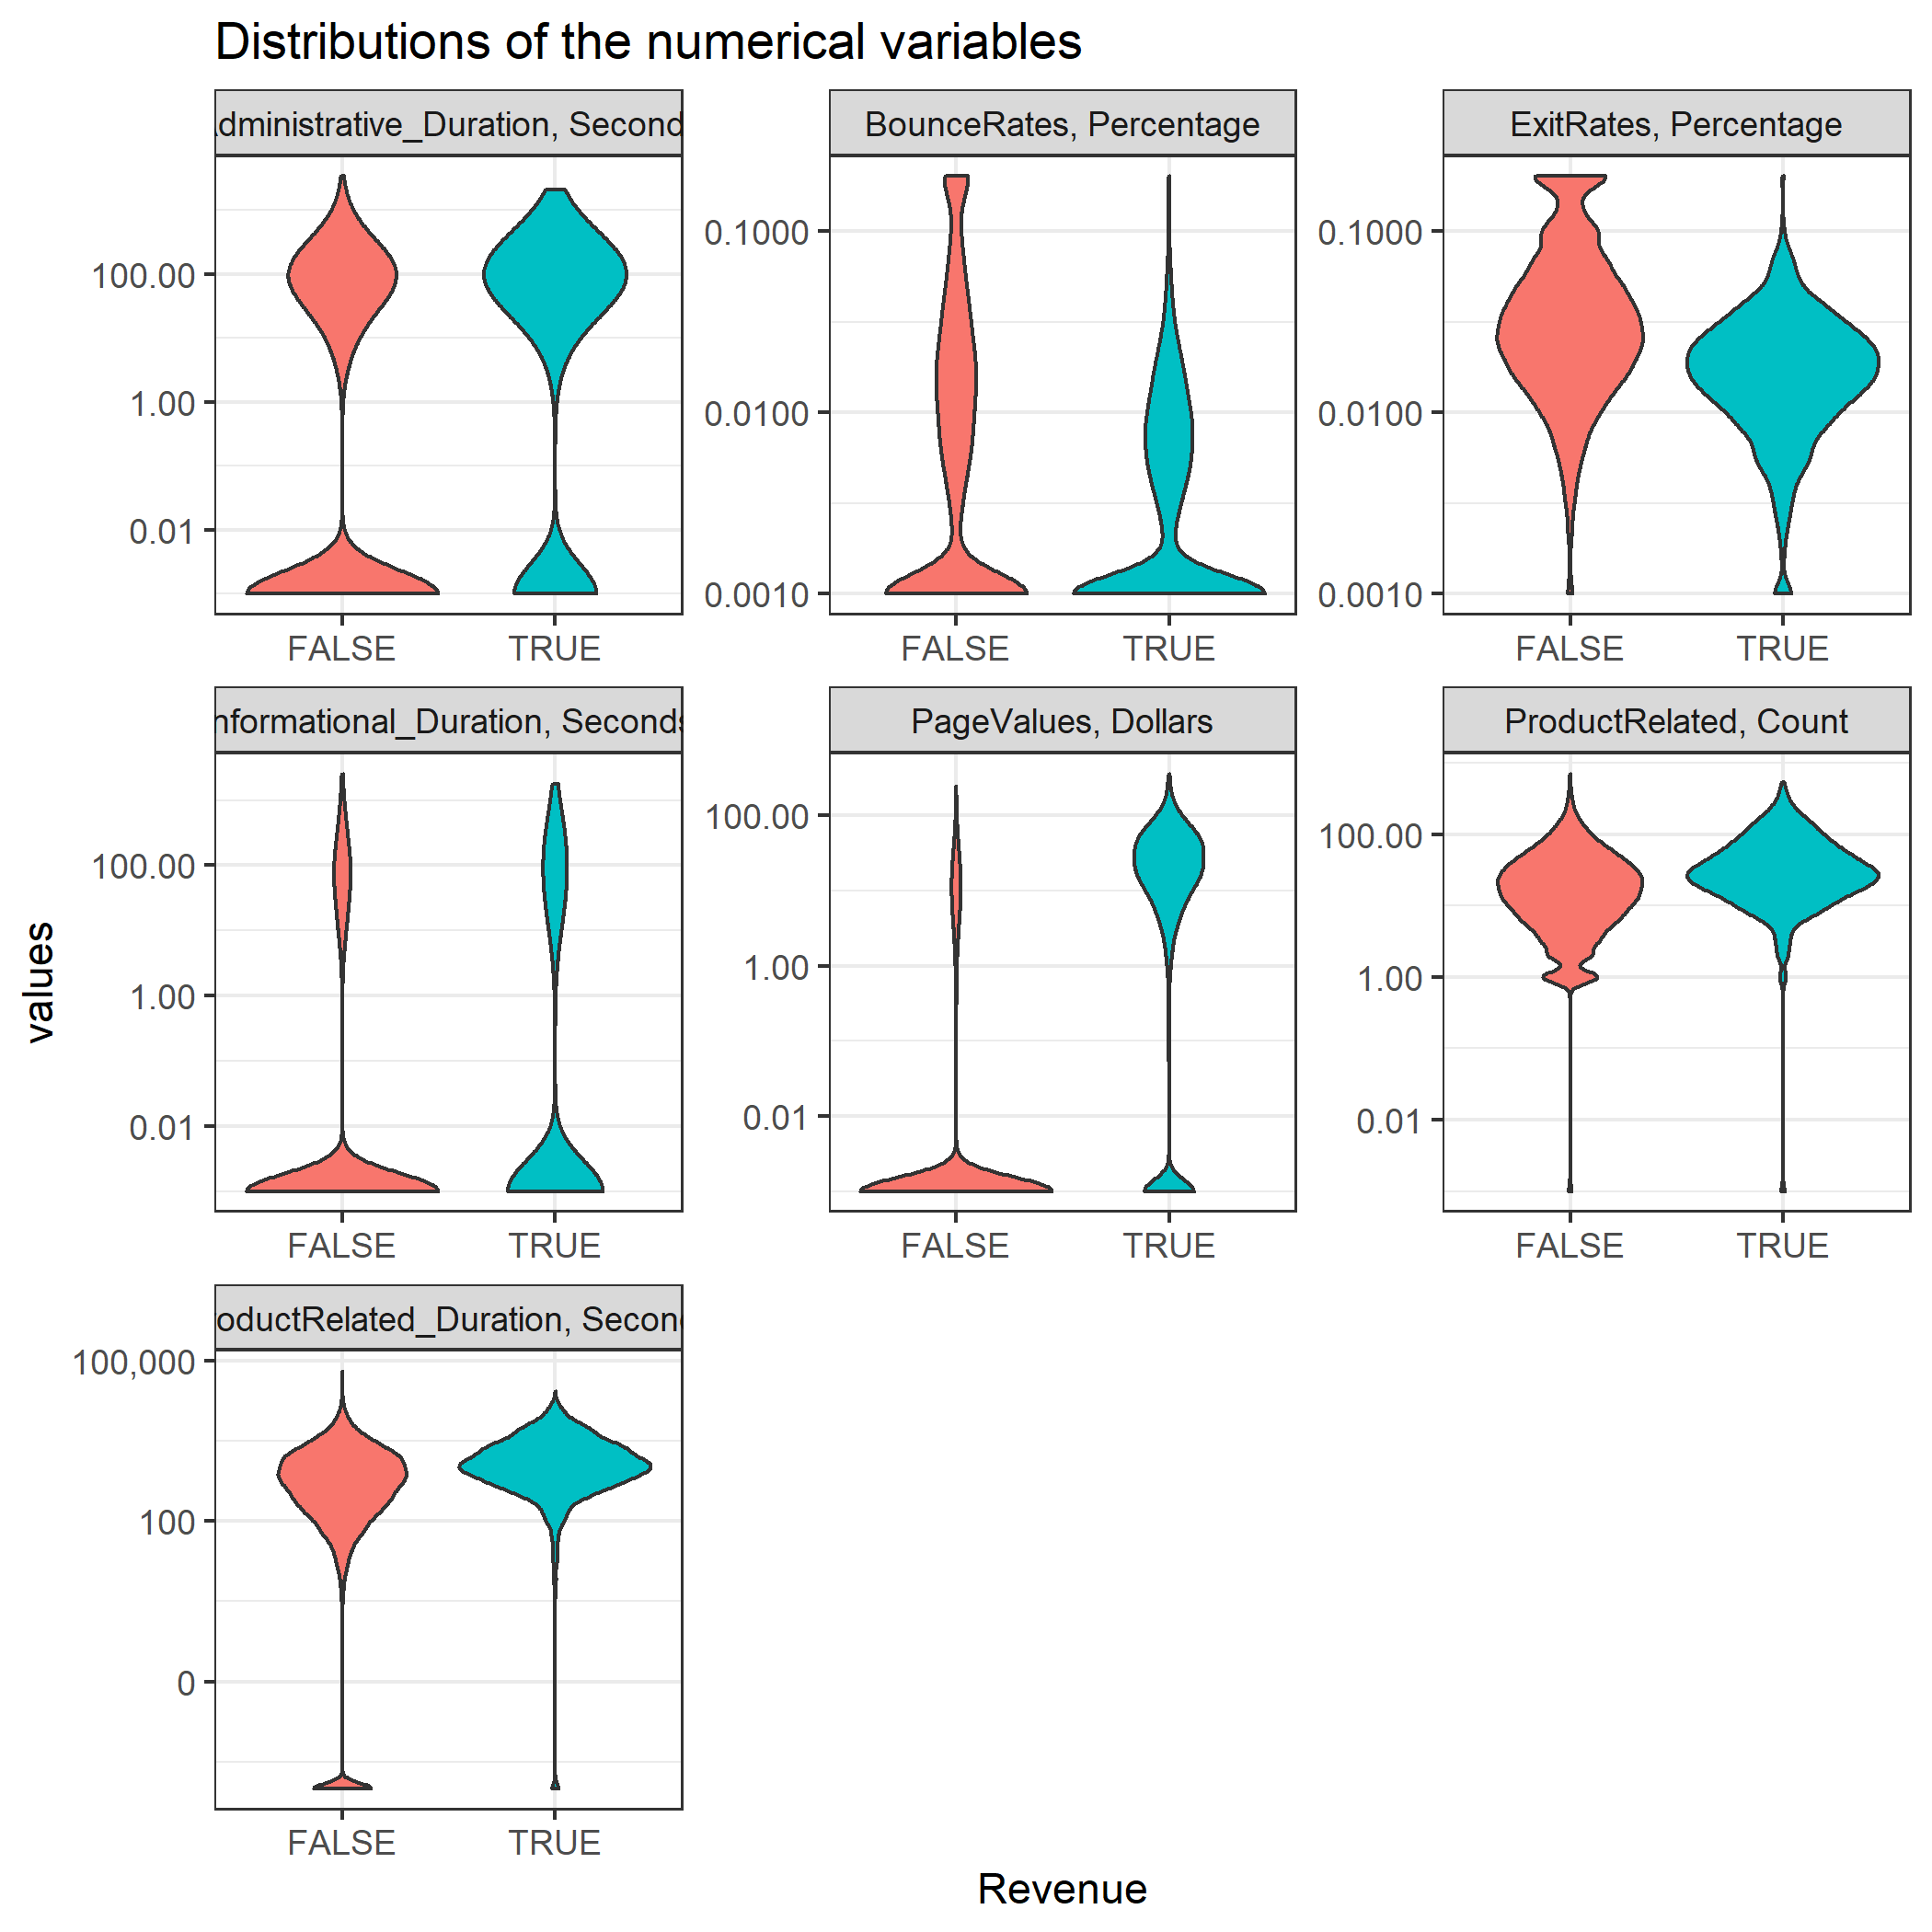 Distributions of the numerical variables
dministrative_Duration, Second
BounceRates, Percentage
ExitRates, Percentage
100.00
1.00
0.01
0.1000
0.0100
0.0010
0.1000
0.0100
0.0010
FALSE
TRUE
FALSE
TRUE
FALSE
TRUE
nformational_Duration, Seconds
PageValues, Dollars
ProductRelated, Count
100.00
1.00
0.01
100.00
1.00
0.01
100.00
1.00
0.01
FALSE
TRUE
FALSE
TRUE
FALSE
TRUE
values
oductRelated_Duration, Secon
100,000
100
0
FALSE
TRUE
Revenue